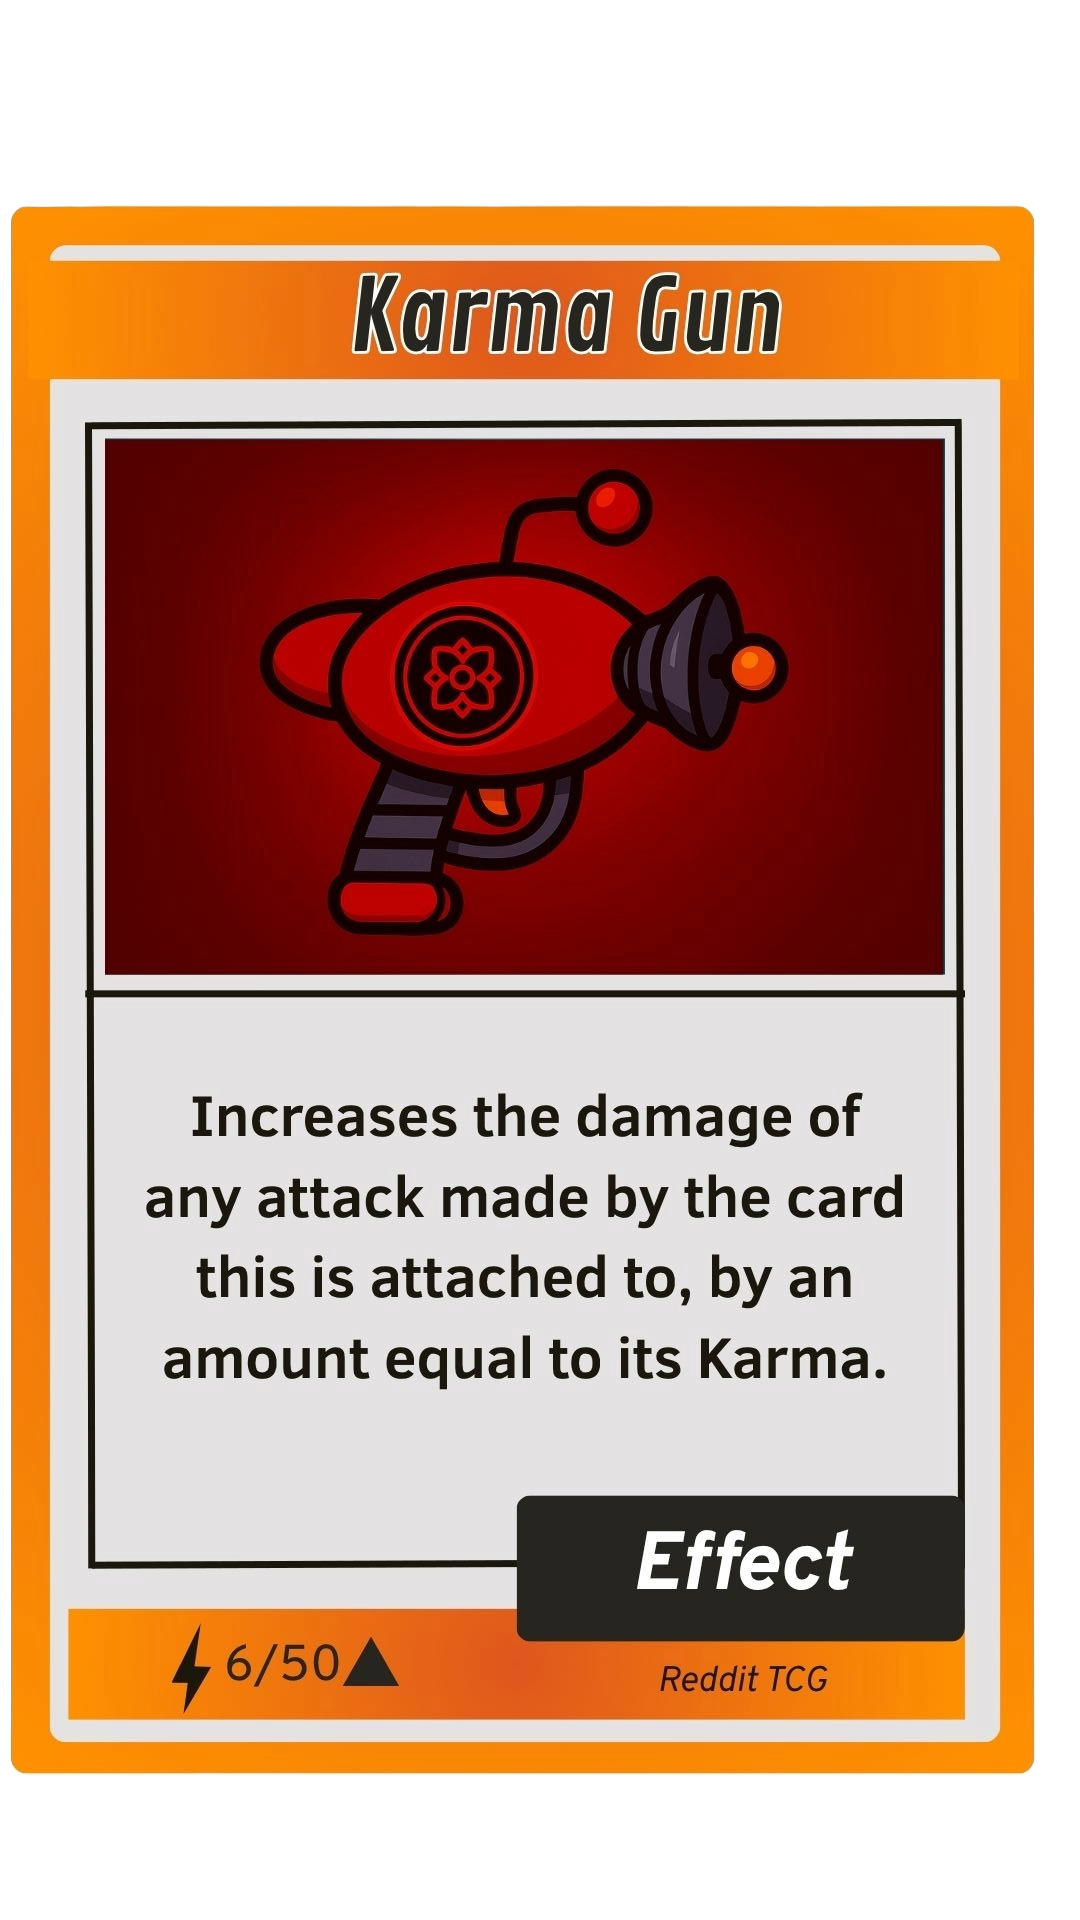 Karma Gun
Increases the damage of
any attack made by the card
this is attached to, by an
amount equal to its Karma.
Effect
6/50
Reddit TCG